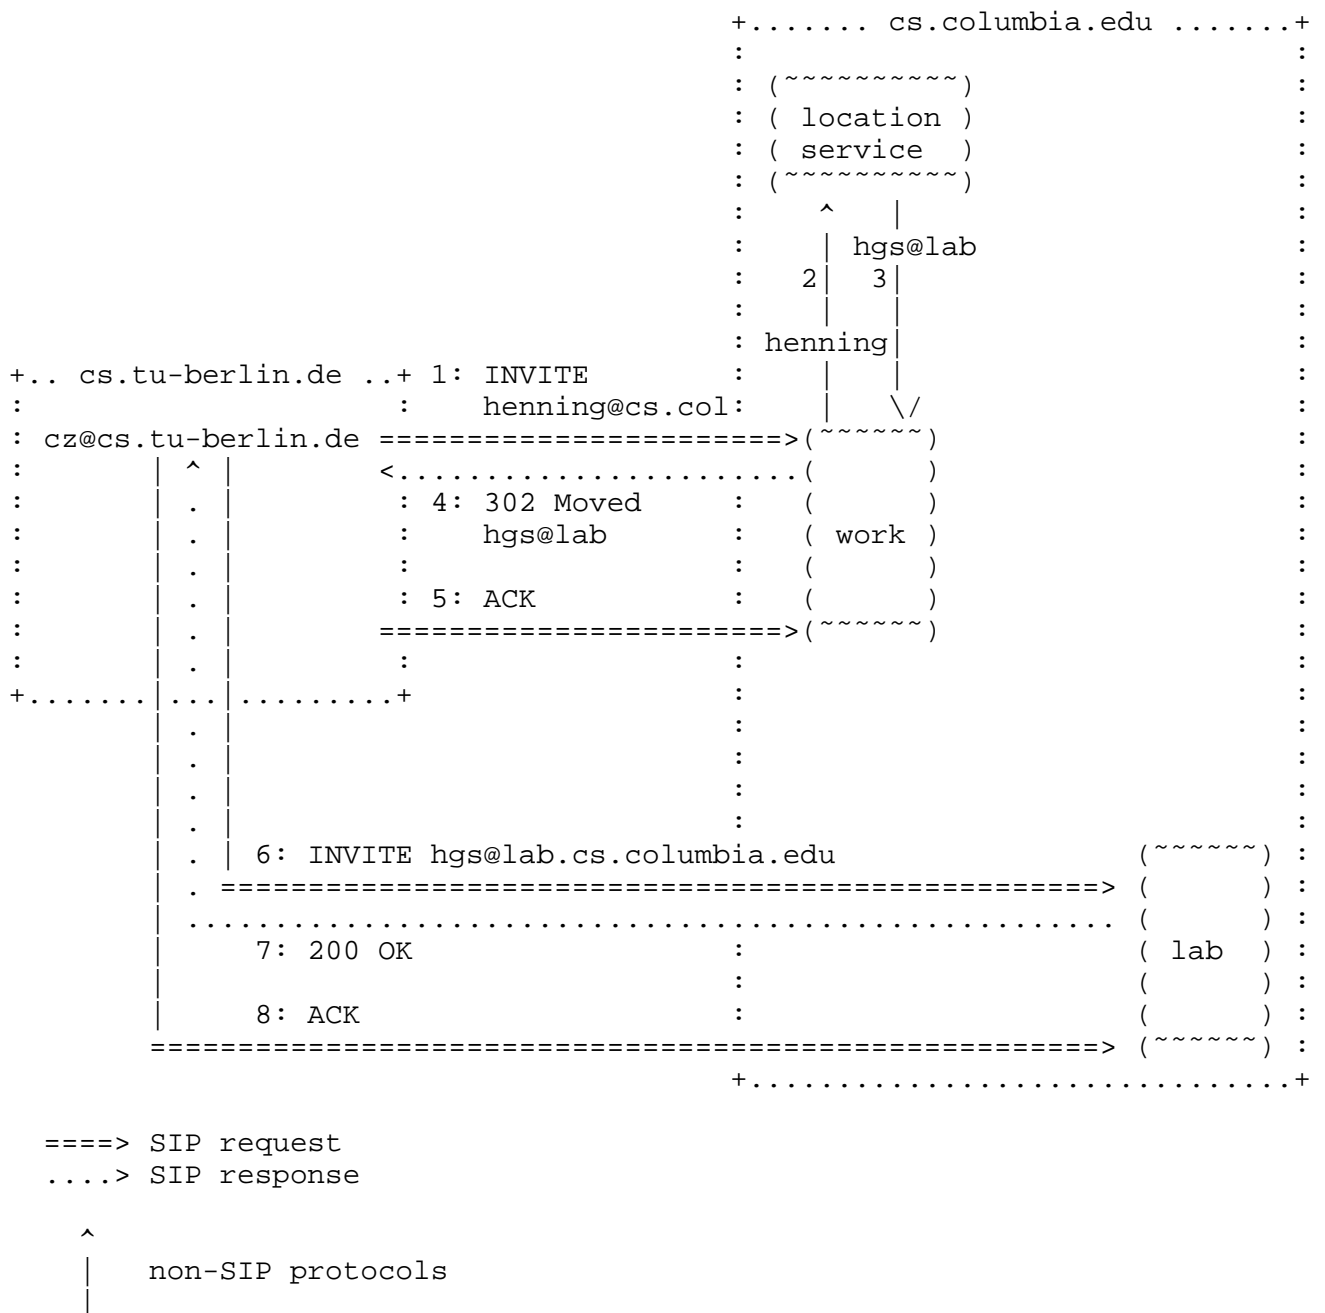 +....... cs.columbia.edu .......+
:                               :
: (~~~~~~~~~~)                  :
: ( location )                  :
: ( service  )                  :
: (~~~~~~~~~~)                  :
:    ^   |                      :
:    | hgs@lab                  :
:   2|  3|                      :
:    |   |                      :
: henning|                      :
+.. cs.tu-berlin.de ..+ 1: INVITE        :    |   |                      :
:                     :    henning@cs.col:    |   \/                     :
: cz@cs.tu-berlin.de =======================>(~~~~~~)                    :
:       | ^ |        <.......................(      )                    :
:       | . |         : 4: 302 Moved     :   (      )                    :
:       | . |         :    hgs@lab       :   ( work )                    :
:       | . |         :                  :   (      )                    :
:       | . |         : 5: ACK           :   (      )                    :
:       | . |        =======================>(~~~~~~)                    :
:       | . |         :                  :                               :
+.......|...|.........+                  :                               :
        | . |                            :                               :
        | . |                            :                               :
        | . |                            :                               :
        | . |                            :                               :
        | . | 6: INVITE hgs@lab.cs.columbia.edu                 (~~~~~~) :
        | . ==================================================> (      ) :
        | ..................................................... (      ) :
        |     7: 200 OK                  :                      ( lab  ) :
        |                                :                      (      ) :
        |     8: ACK                     :                      (      ) :
        ======================================================> (~~~~~~) :
                                         +...............................+
====> SIP request
....> SIP response
^
|   non-SIP protocols
|